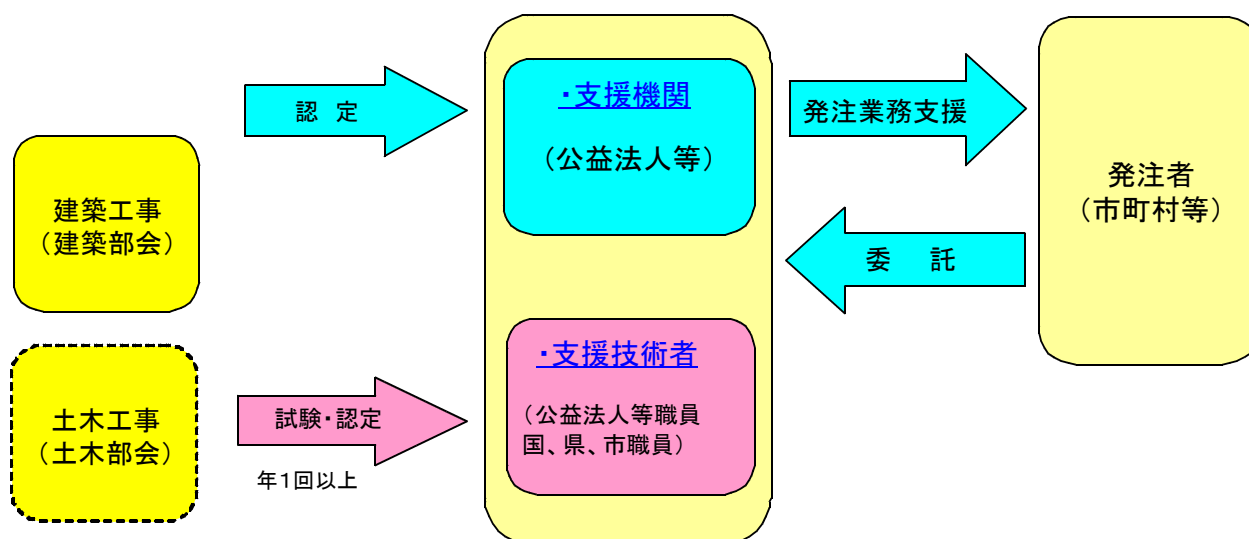 建築工事
（建築部会）
土木工事
（土木部会）
認 定
試験・認定
年1回以上
・支援機関
（公益法人等）
・支援技術者
（公益法人等職員
国、県、市職員）
発注業務支援
委 託
発注者
（市町村等）